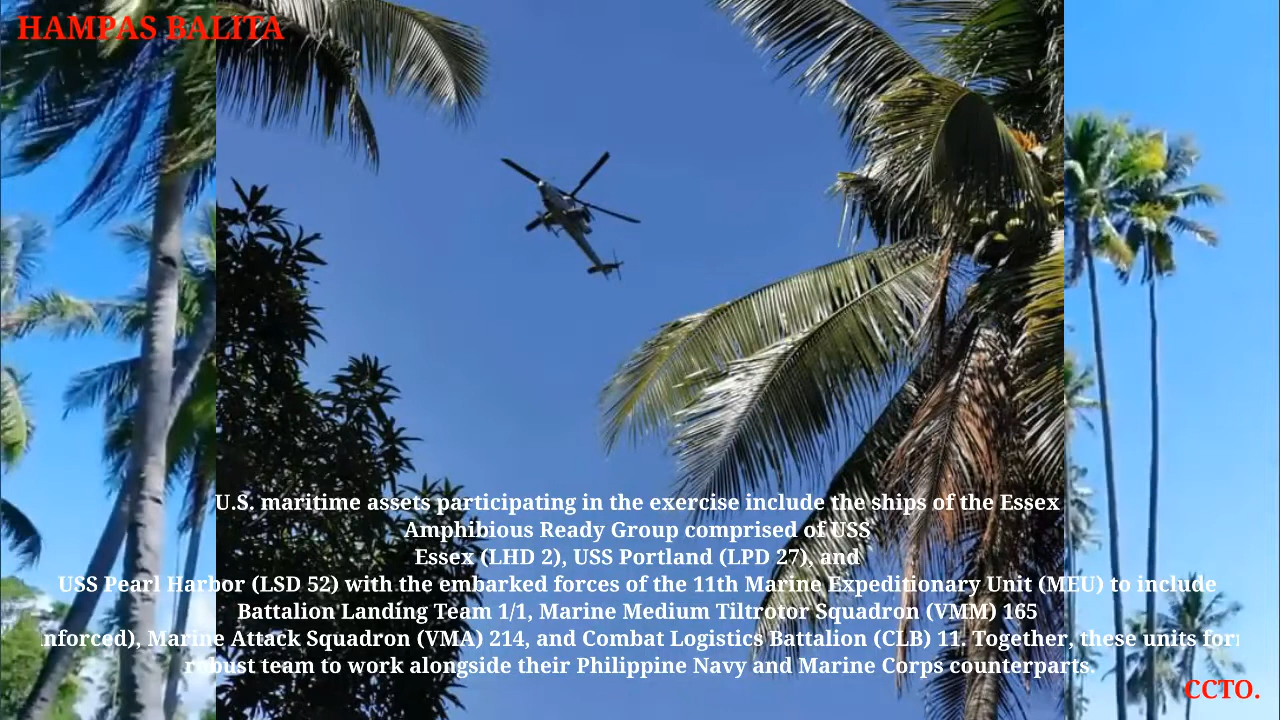 HAMPAS BALITA
U.S. maritime assets participating in the exercise include the ships of the Essex
Amphibious Ready Group comprised of USS
Essex (LHD 2), USS Portland (LPD 27), and
USS Pearl Harbor (LSD 52) with the embarked forces of the 11th Marine Expeditionary Unit (MEU) to include
Battalion Landing Team 1/1, Marine Medium Tiltrotor Squadron (VMM) 165
nforced), Marine Attack Squadron (VMA) 214, and Combat Logistics Battalion (CLB) 11. Together, these units
robust team to work alongside their Philippine Navy and Marine Corps counterparts.
CCTO.